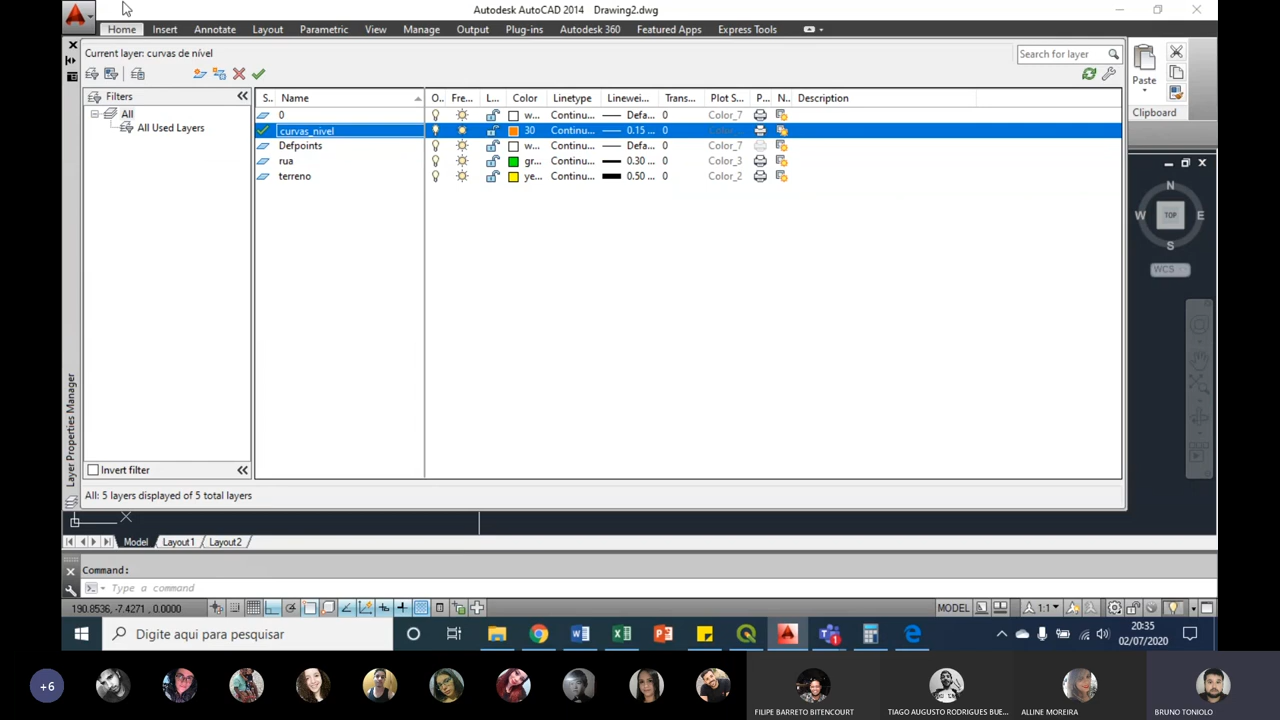 Autodesk AutoCAD 2014 Drawing2.dwg
Home Insert Annotate Layout Parametric View Manage Output Plug-ins Autodesk 360 Featured Apps Express Tools
Current layer: curvas de nível
Search for layer
Paste
Clipboard
Filters
All
All Used Layers
S.. Name O.. Fre... L... Color Linetype Linewei... Trans... Plot S... P... N.. Description
0 w... Continu... Defa... 0 Color_7
curvas_nivel 30 Continu... 0.15 ... 0
Defpoints w... Continu... Defa... 0 Color_7
rua gr... Continu... 0.30 ... 0 Color_3
terreno ye... Continu... 0.50 ... 0 Color_2
N
W TOP E
S
WCS
Layer Properties Manager
Invert filter
All: 5 layers displayed of 5 total layers
X
Model Layout1 Layout2
Command:
Type a command
190.8536, -7.4271 , 0.0000
MODEL 1:1
Digite aqui para pesquisar
20:35
02/07/2020
+6
FILIPE BARRETO BITENCOURT TIAGO AUGUSTO RODRIGUES BUE... ALLINE MOREIRA BRUNO TONIOLO